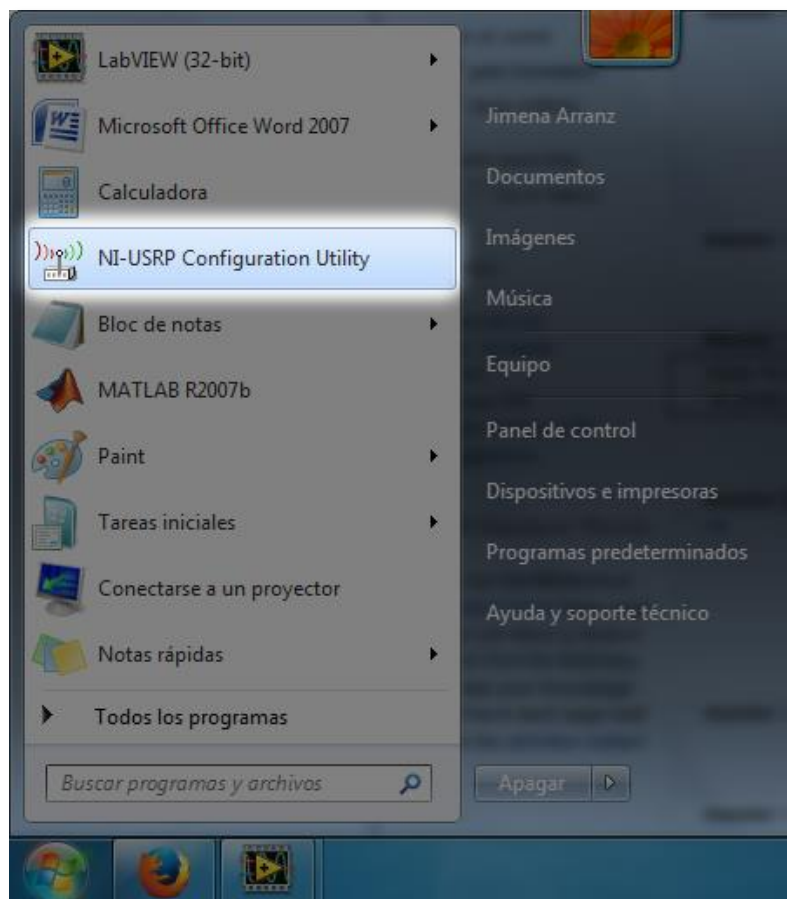 LabVIEW (32-bit)
Microsoft Office Word 2007
Calculadora
NI-USRP Configuration Utility
Bloc de notas
MATLAB R2007b
Paint
Tareas iniciales
Conectarse a un proyector
Notas rápidas
Todos los programas
Buscar programas y archivos
Jimena Arranz
Documentos
Imágenes
Música
Equipo
Panel de control
Dispositivos e impresoras
Programas predeterminados
Ayuda y soporte técnico
Apagar